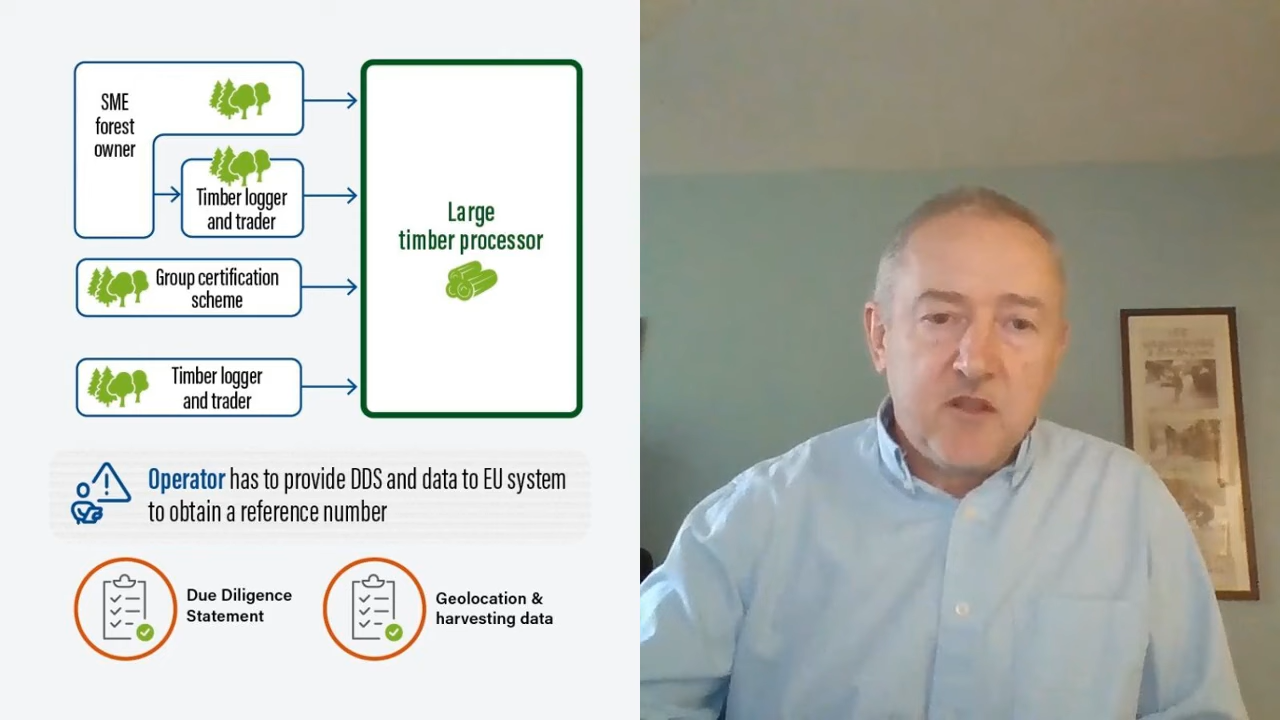 SME
forest
owner
Timber logger
and trader
Group certification
scheme
Timber logger
and trader
Large
timber processor
Operator has to provide DDS and data to EU system
to obtain a reference number
Due Diligence
Statement
Geolocation &
harvesting data